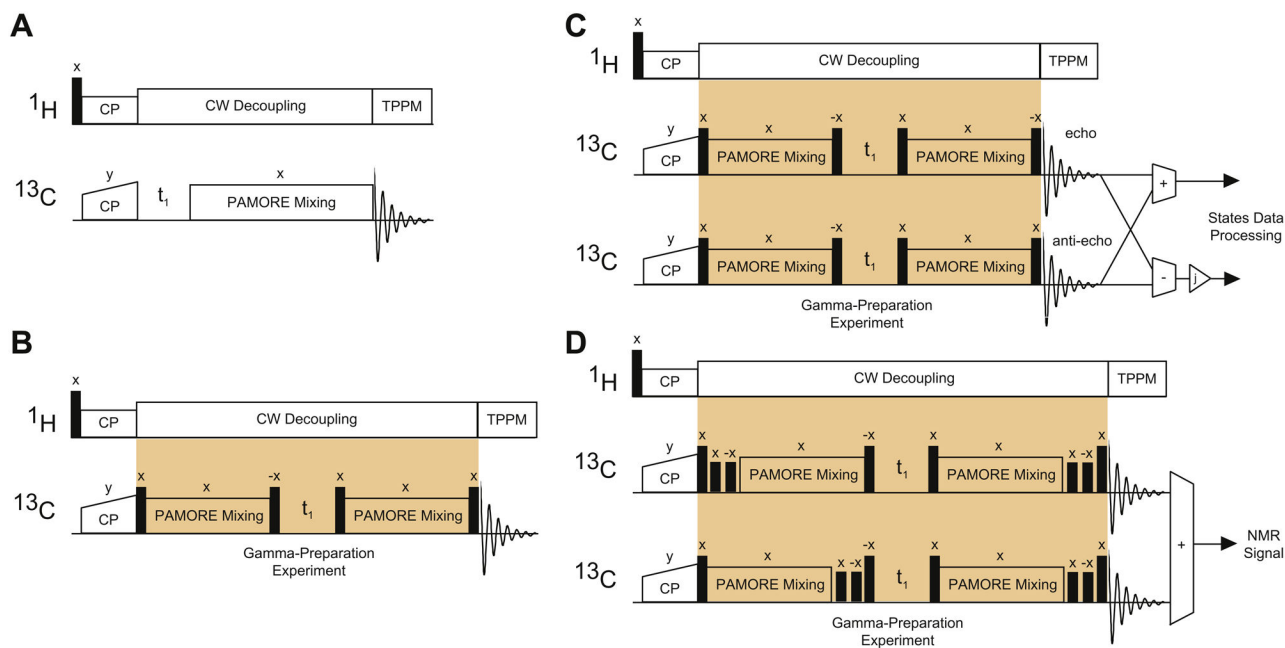 A
x
¹H
CP
CW Decoupling
TPPM
y
x
¹³C
CP
t₁
PAMORE Mixing
B
x
¹H
CP
CW Decoupling
TPPM
y
x
x
-x
x
x
x
¹³C
CP
PAMORE Mixing
t₁
PAMORE Mixing
Gamma-Preparation
Experiment
C
x
¹H
CP
CW Decoupling
TPPM
y
x
x
-x
x
x
-x
echo
¹³C
CP
PAMORE Mixing
t₁
PAMORE Mixing
+
States Data
Processing
y
x
x
-x
x
x
x
anti-echo
¹³C
CP
PAMORE Mixing
t₁
PAMORE Mixing
-
j
Gamma-Preparation
Experiment
D
x
¹H
CP
CW Decoupling
TPPM
y
x
x
-x
x
-x
x
x
x
-x
x
¹³C
CP
PAMORE Mixing
t₁
PAMORE Mixing
+
NMR
Signal
y
x
x
x
-x
-x
x
x
x
-x
x
¹³C
CP
PAMORE Mixing
t₁
PAMORE Mixing
Gamma-Preparation
Experiment